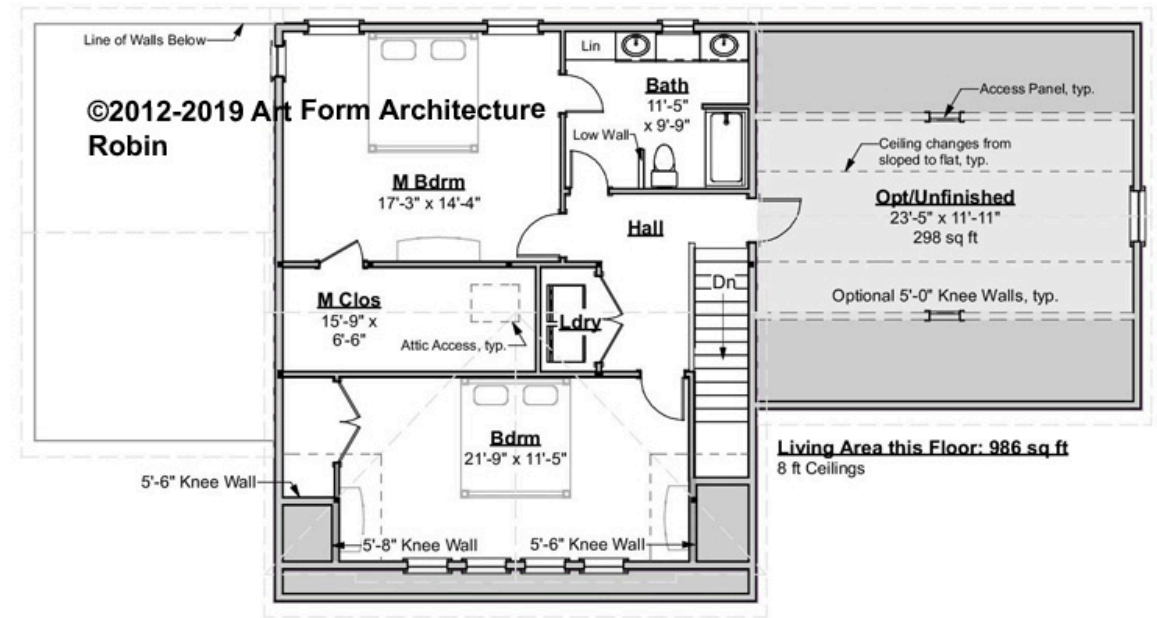 Line of Walls Below
©2012-2019 Art Form Architecture
Robin
Lin
Bath
11'-5"
x 9'-9"
Low Wall
Access Panel, typ.
Ceiling changes from
sloped to flat, typ.
M Bdrm
17'-3" x 14'-4"
Opt/Unfinished
23'-5" x 11'-11"
298 sq ft
Hall
Dn
Optional 5'-0" Knee Walls, typ.
M Clos
15'-9" x
6'-6"
Attic Access, typ.
Ldry
Bdrm
21'-9" x 11'-5"
Living Area this Floor: 986 sq ft
8 ft Ceilings
5'-6" Knee Wall
5'-8" Knee Wall
5'-6" Knee Wall